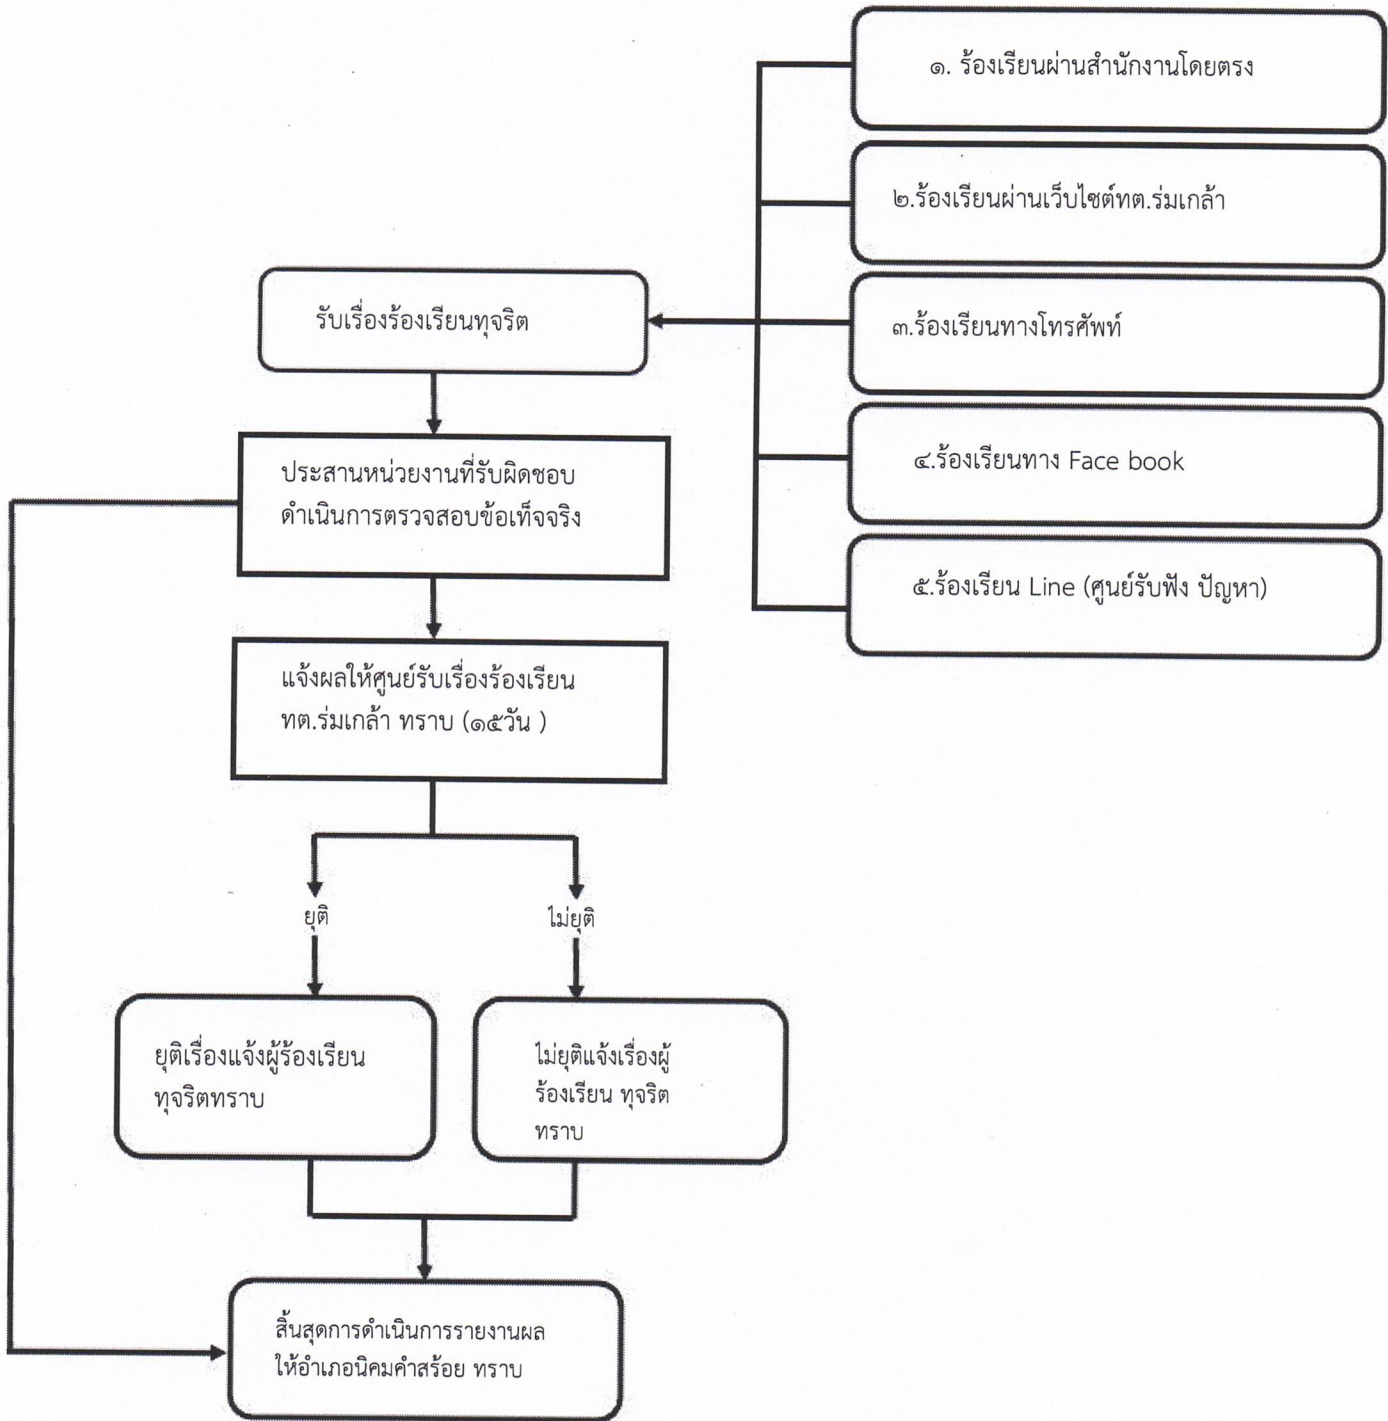 ๑. ร้องเรียนผ่านสำนักงานโดยตรง
๒.ร้องเรียนผ่านเว็บไซต์ทต.ร่มเกล้า
๓.ร้องเรียนทางโทรศัพท์
๔.ร้องเรียนทาง Face book
๕.ร้องเรียน Line (ศูนย์รับฟัง ปัญหา)
รับเรื่องร้องเรียนทุจริต
ประสานหน่วยงานที่รับผิดชอบ
ดำเนินการตรวจสอบข้อเท็จจริง
แจ้งผลให้ศูนย์รับเรื่องร้องเรียน
ทต.ร่มเกล้า ทราบ (๑๕วัน )
ยุติ
ไม่ยุติ
ยุติเรื่องแจ้งผู้ร้องเรียน
ทุจริตทราบ
ไม่ยุติแจ้งเรื่องผู้
ร้องเรียน ทุจริต
ทราบ
สิ้นสุดการดำเนินการรายงานผล
ให้อำเภอนิคมคำสร้อย ทราบ